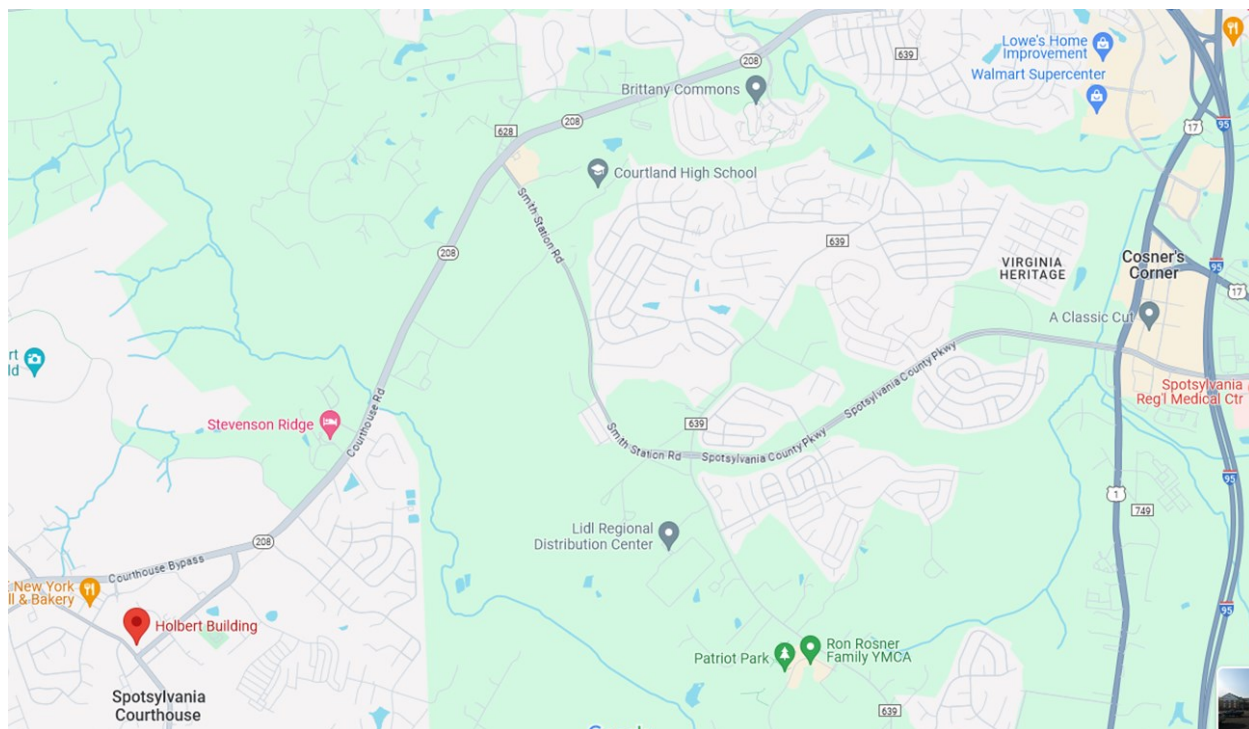 Lowe's Home
Improvement
Walmart Supercenter
639
95
208
Brittany Commons
17
628
208
Courtland High School
Smith Station Rd
639
208
VIRGINIA
HERITAGE
Cosner's
Corner
95
17
A Classic Cut
Spotsylvania County Pkwy
Spotsylvania
Reg'l Medical Ctr
Courthouse Rd
Stevenson Ridge
639
Smith Station Rd
Spotsylvania County Pkwy
95
1
749
Lidl Regional
Distribution Center
208
Courthouse Bypass
New York
& Bakery
Holbert Building
95
Patriot Park
Ron Rosner
Family YMCA
Spotsylvania
Courthouse
639